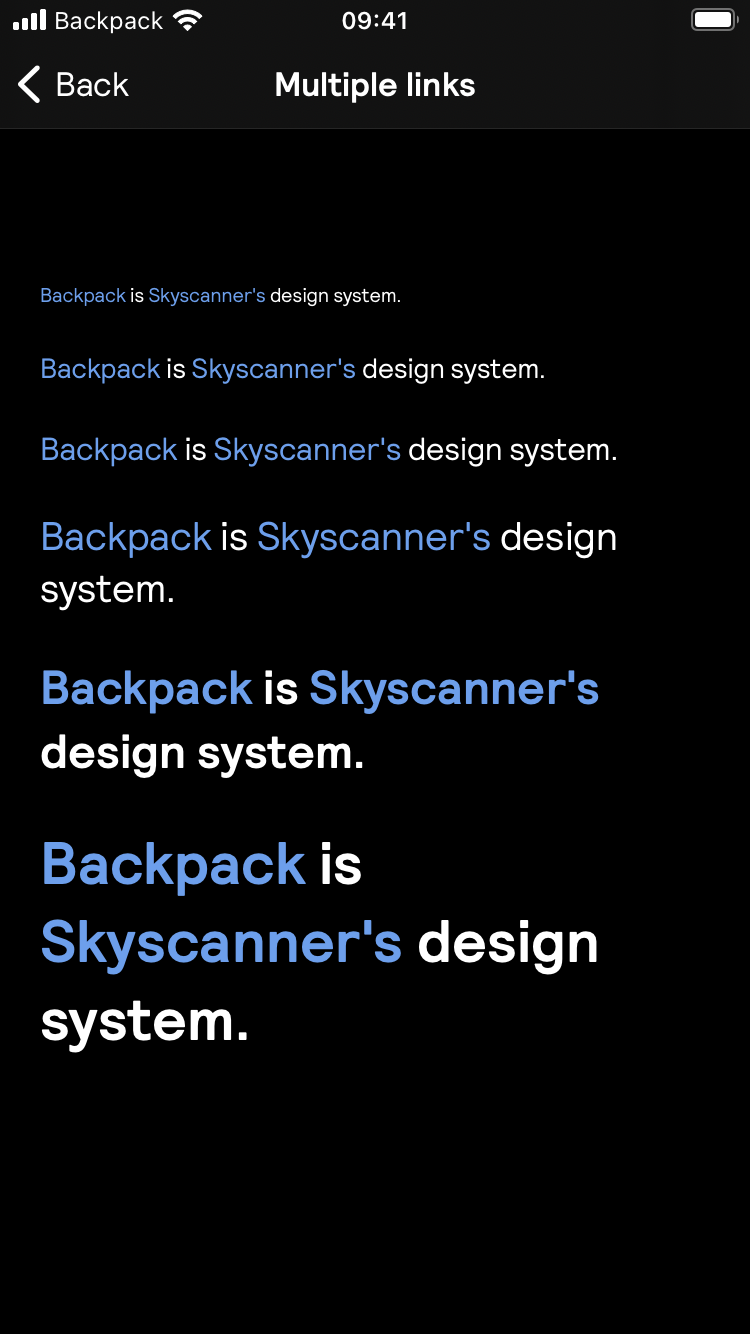 Backpack 09:41
Back Multiple links
Backpack is Skyscanner's design system.
Backpack is Skyscanner's design system.
Backpack is Skyscanner's design system.
Backpack is Skyscanner's design
system.
Backpack is Skyscanner's
design system.
Backpack is
Skyscanner's design
system.